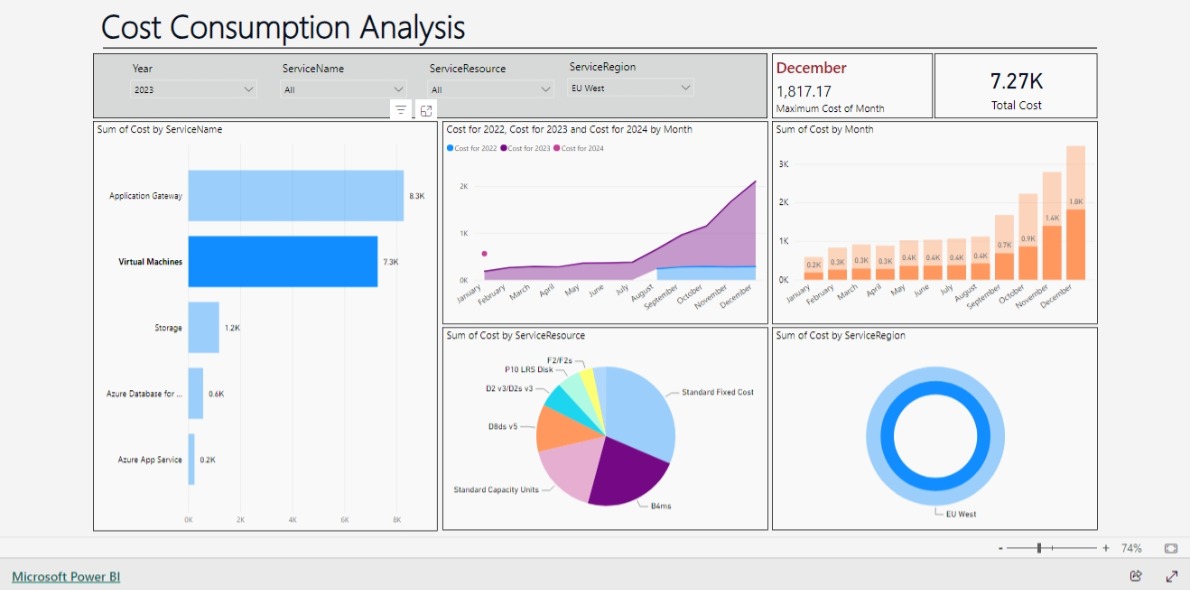 Cost Consumption Analysis
Year
2023
ServiceName
All
ServiceResource
All
ServiceRegion
EU West
December
1,817.17
Maximum Cost of Month
7.27K
Total Cost
Sum of Cost by ServiceName
Application Gateway
8.3K
Virtual Machines
7.3K
Storage
1.2K
Azure Database for ...
0.6K
Azure App Service
0.2K
0K 2K 4K 6K 8K
Cost for 2022, Cost for 2023 and Cost for 2024 by Month
Cost for 2022 Cost for 2023 Cost for 2024
2K
1K
0K
January February March April May June July August September October November December
Sum of Cost by Month
3K
2K
1K
0K
0.2K 0.3K 0.3K 0.3K 0.4K 0.4K 0.4K 0.4K 0.7K 0.9K 1.4K 1.8K
January February March April May June July August September October November December
Sum of Cost by ServiceResource
F2/F2s
P10 LRS Disk
D2 v3/D2s v3
Standard Fixed Cost
D8ds v5
Standard Capacity Units
B4ms
Sum of Cost by ServiceRegion
EU West
- + 74%
Microsoft Power BI